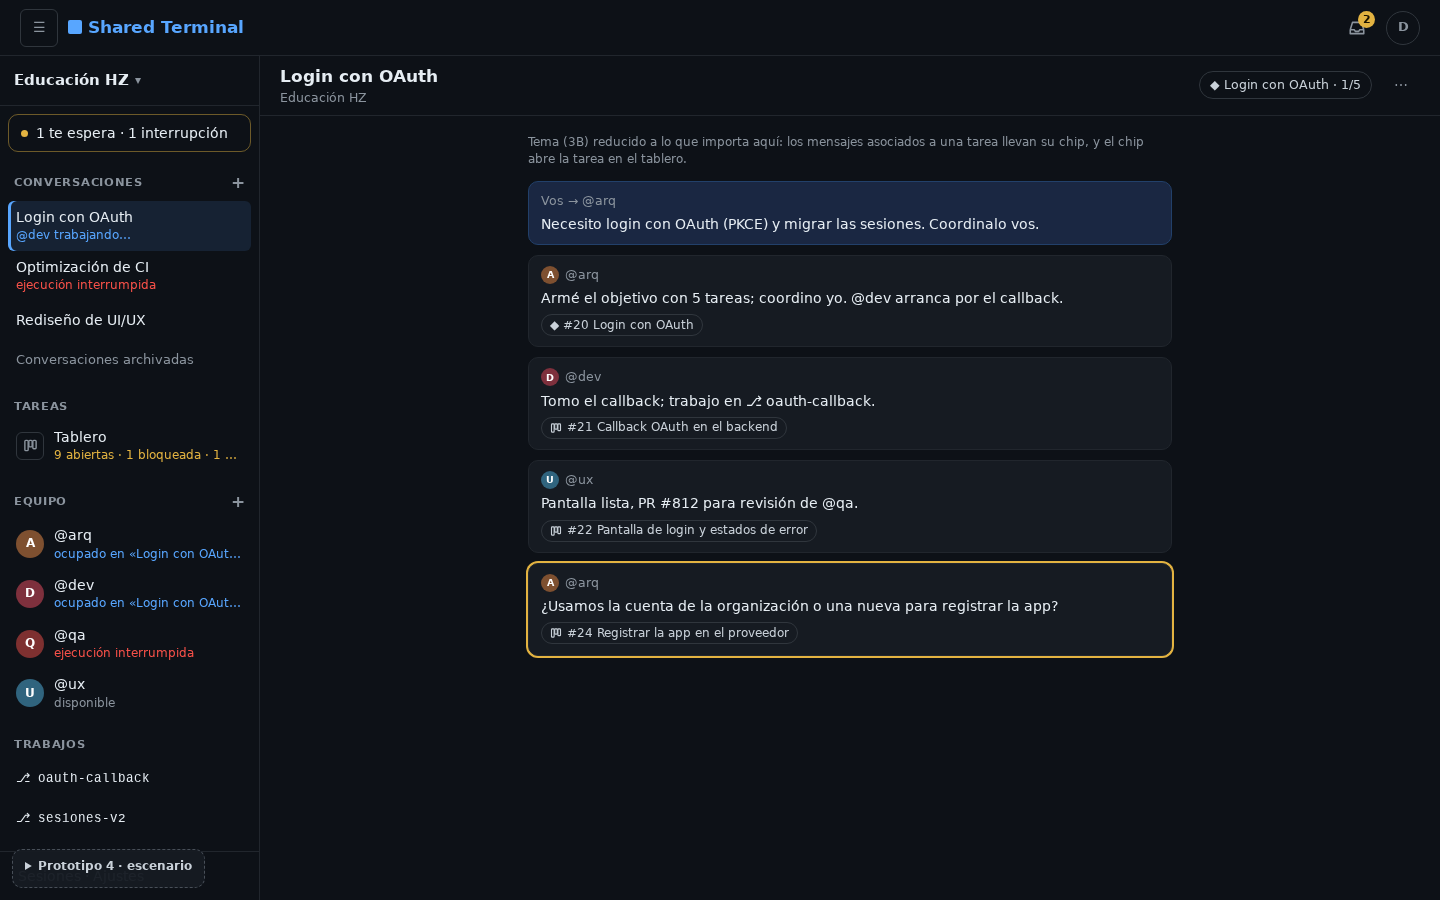 ☰ Shared Terminal
2
D
Educación HZ ▾
1 te espera · 1 interrupción
CONVERSACIONES +
Login con OAuth
@dev trabajando…
Optimización de CI
ejecución interrumpida
Rediseño de UI/UX
Conversaciones archivadas
TAREAS
Tablero
9 abiertas · 1 bloqueada · 1 …
EQUIPO +
A @arq
ocupado en «Login con OAut…
D @dev
ocupado en «Login con OAut…
Q @qa
ejecución interrumpida
U @ux
disponible
TRABAJOS
⎇ oauth-callback
⎇ sesiones-v2
▶ Prototipo 4 · escenario
Login con OAuth
Educación HZ
◆ Login con OAuth · 1/5
⋯
Tema (3B) reducido a lo que importa aquí: los mensajes asociados a una tarea llevan su chip, y el chip
abre la tarea en el tablero.
Vos → @arq
Necesito login con OAuth (PKCE) y migrar las sesiones. Coordinalo vos.
A @arq
Armé el objetivo con 5 tareas; coordino yo. @dev arranca por el callback.
◆ #20 Login con OAuth
D @dev
Tomo el callback; trabajo en ⎇ oauth-callback.
#21 Callback OAuth en el backend
U @ux
Pantalla lista, PR #812 para revisión de @qa.
#22 Pantalla de login y estados de error
A @arq
¿Usamos la cuenta de la organización o una nueva para registrar la app?
#24 Registrar la app en el proveedor